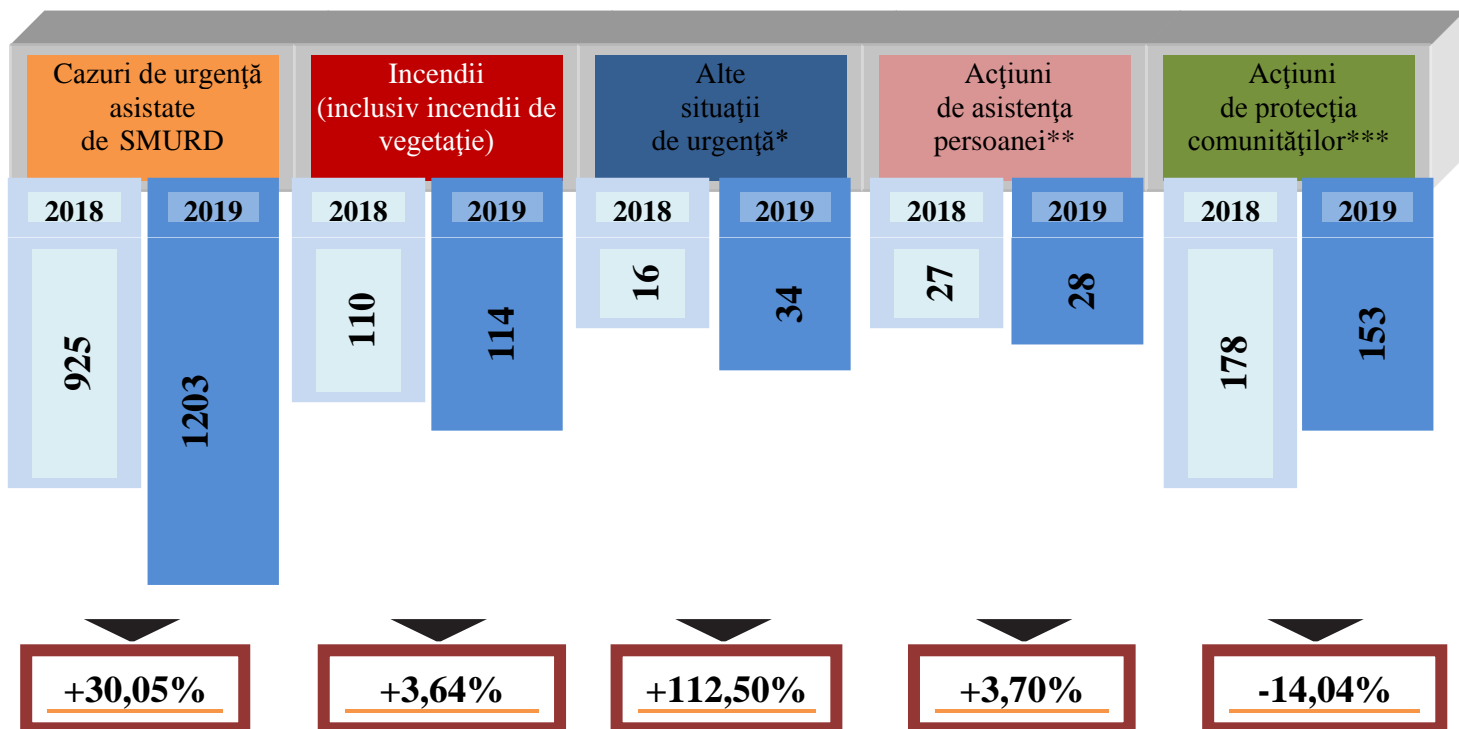 Cazuri de urgenţă
asistate
de SMURD
Incendii
(inclusiv incendii de
vegetaţie)
Alte
situaţii
de urgenţă*
Acţiuni
de asistenţa
persoanei**
Acţiuni
de protecţia
comunităţilor***
2018
2019
2018
2019
2018
2019
2018
2019
2018
2019
925
1203
110
114
16
34
27
28
178
153
+30,05%
+3,64%
+112,50%
+3,70%
-14,04%